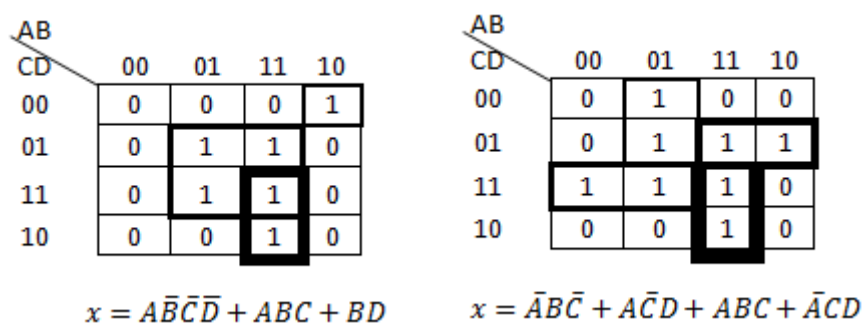 AB
CD 00 01 11 10
00 0 0 0 1
01 0 1 1 0
11 0 1 1 0
10 0 0 1 0
x = AB̅C̅D̅ + ABC + BD
AB
CD 00 01 11 10
00 0 1 0 0
01 0 1 1 1
11 1 1 1 0
10 0 0 1 0
x = A̅BC̅ + AC̅D + ABC + A̅CD